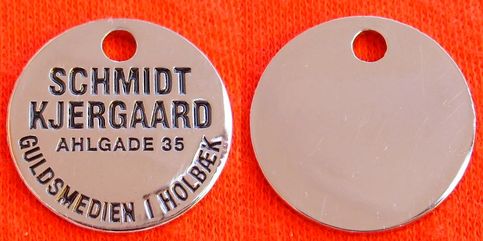 SCHMIDT
KJERGAARD
AHLGADE 35
GULDSMEDIEN I HOLBÆK